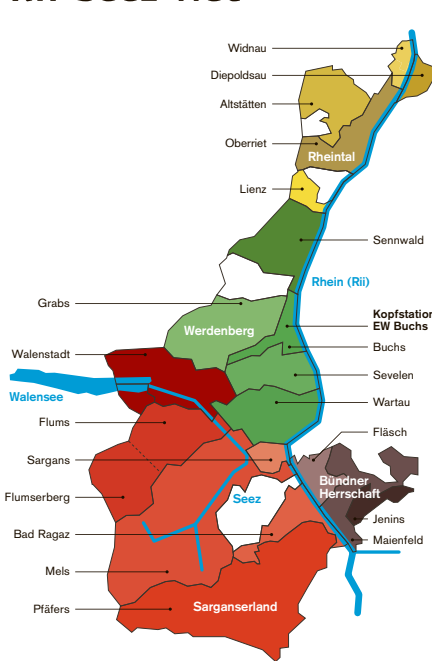 Widnau
Diepoldsau
Altstätten
Oberriet
Rheintal
Lienz
Sennwald
Rhein (Rii)
Grabs
Kopfstation
EW Buchs
Werdenberg
Buchs
Walenstadt
Sevelen
Walensee
Wartau
Flums
Fläsch
Sargans
Bündner
Herrschaft
Flumserberg
Seez
Jenins
Bad Ragaz
Maienfeld
Mels
Pfäfers
Sarganserland